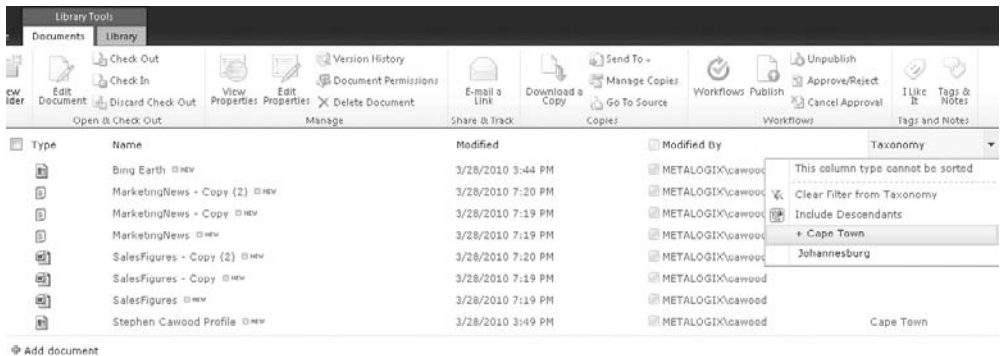 Library Tools
Documents Library
Check Out
Check In
Discard Check Out
Edit Document
Open & Check Out
View Properties
Edit Properties
Version History
Document Permissions
Delete Document
Manage
E-mail a Link
Share & Track
Download a Copy
Send To
Manage Copies
Go To Source
Copies
Workflows
Publish
Unpublish
Approve/Reject
Cancel Approval
Workflows
I Like It
Tags & Notes
Tags and Notes
Type Name Modified Modified By Taxonomy
Bing Earth NEW 3/28/2010 3:44 PM METALOGIX\cawood
MarketingNews - Copy (2) NEW 3/28/2010 7:20 PM METALOGIX\cawood
MarketingNews - Copy NEW 3/28/2010 7:19 PM METALOGIX\cawood
MarketingNews NEW 3/28/2010 7:19 PM METALOGIX\cawood
SalesFigures - Copy (2) NEW 3/28/2010 7:20 PM METALOGIX\cawood
SalesFigures - Copy NEW 3/28/2010 7:19 PM METALOGIX\cawood
SalesFigures NEW 3/28/2010 7:19 PM METALOGIX\cawood
Stephen Cawood Profile NEW 3/28/2010 3:49 PM METALOGIX\cawood Cape Town
This column type cannot be sorted
Clear Filter from Taxonomy
Include Descendants
+ Cape Town
Johannesburg
Add document